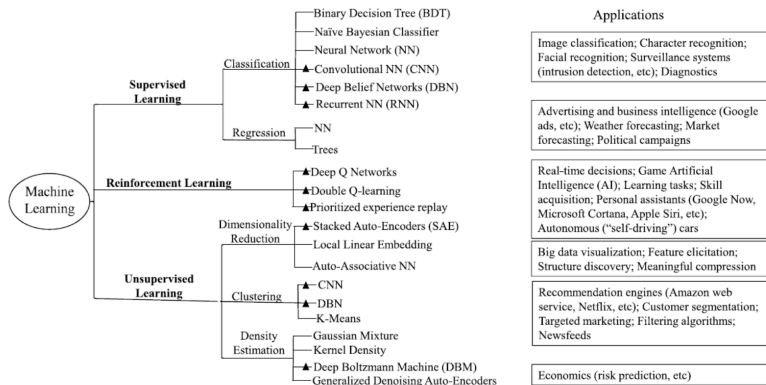 Applications
Binary Decision Tree (BDT)
Naïve Bayesian Classifier
Neural Network (NN)
Classification
Convolutional NN (CNN)
Deep Belief Networks (DBN)
Recurrent NN (RNN)
Supervised
Learning
Regression
NN
Trees
Image classification; Character recognition;
Facial recognition; Surveillance systems
(intrusion detection, etc); Diagnostics
Advertising and business intelligence (Google
ads, etc); Weather forecasting; Market
forecasting; Political campaigns
Machine
Learning
Reinforcement Learning
Deep Q Networks
Double Q-learning
Prioritized experience replay
Real-time decisions; Game Artificial
Intelligence (AI); Learning tasks; Skill
acquisition; Personal assistants (Google Now,
Microsoft Cortana, Apple Siri, etc);
Autonomous (“self-driving”) cars
Unsupervised
Learning
Dimensionality
Reduction
Stacked Auto-Encoders (SAE)
Local Linear Embedding
Auto-Associative NN
Big data visualization; Feature elicitation;
Structure discovery; Meaningful compression
Clustering
CNN
DBN
K-Means
Recommendation engines (Amazon web
service, Netflix, etc); Customer segmentation;
Targeted marketing; Filtering algorithms;
Newsfeeds
Density
Estimation
Gaussian Mixture
Kernel Density
Deep Boltzmann Machine (DBM)
Generalized Denoising Auto-Encoders
Economics (risk prediction, etc)